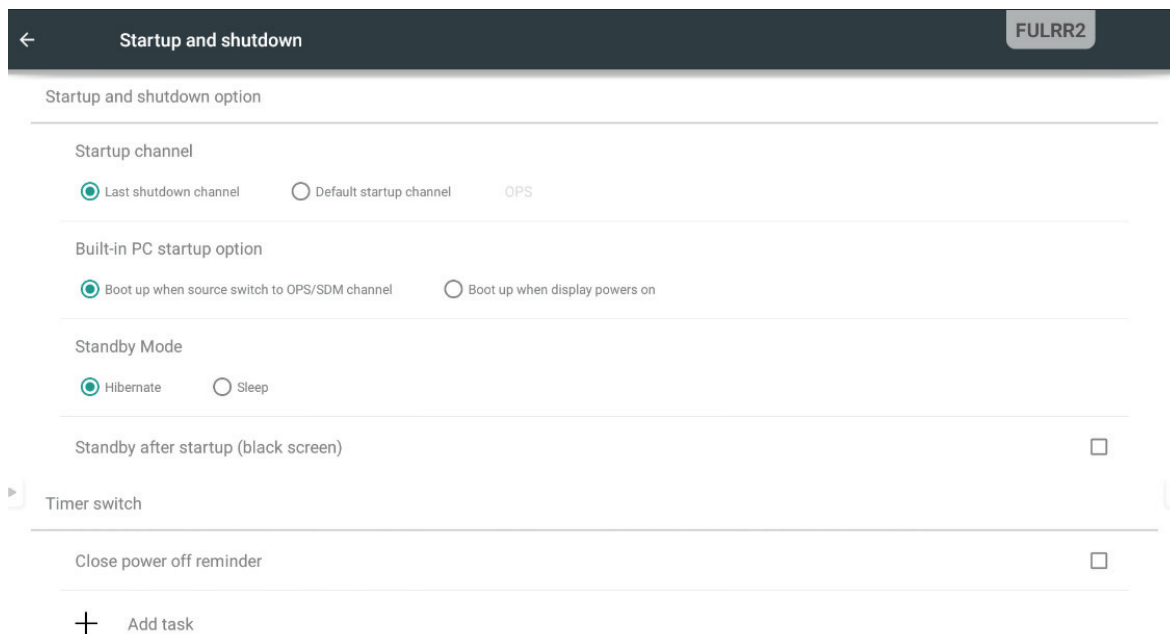 Startup and shutdown
FULRR2
Startup and shutdown option
Startup channel
Last shutdown channel Default startup channel OPS
Built-in PC startup option
Boot up when source switch to OPS/SDM channel Boot up when display powers on
Standby Mode
Hibernate Sleep
Standby after startup (black screen)
Timer switch
Close power off reminder
Add task